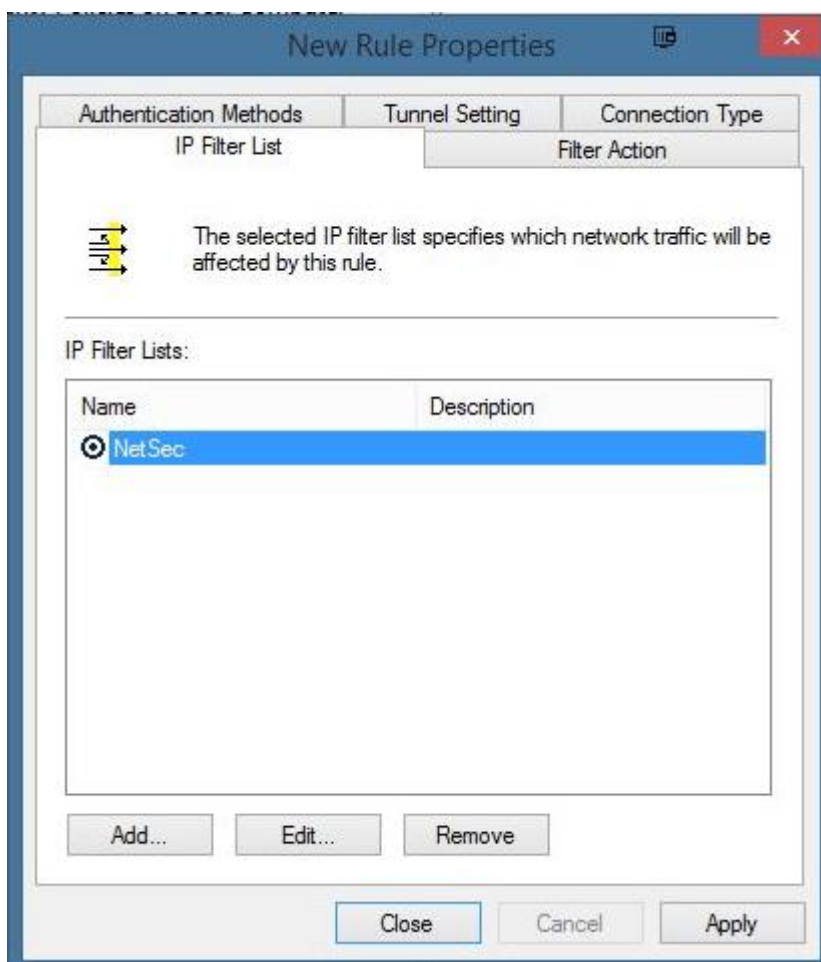 New Rule Properties
Authentication Methods Tunnel Setting Connection Type
IP Filter List Filter Action
The selected IP filter list specifies which network traffic will be
affected by this rule.
IP Filter Lists:
Name Description
NetSec
Add... Edit... Remove
Close Cancel Apply